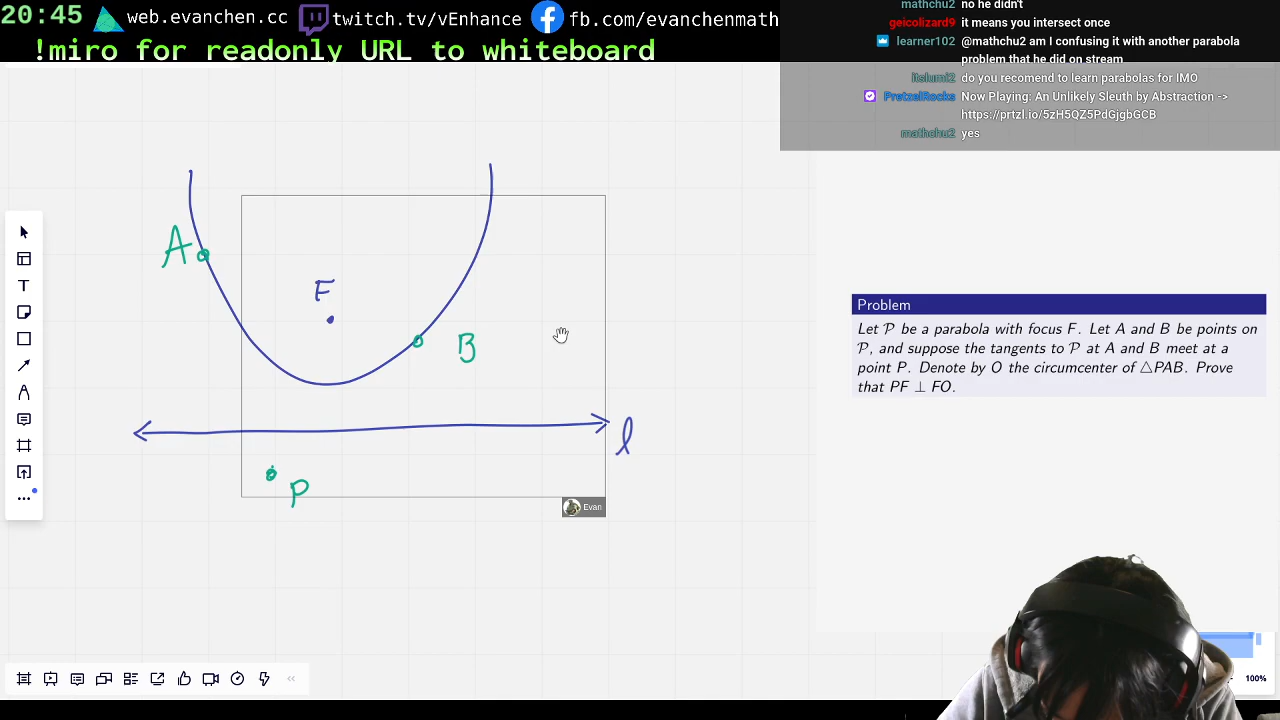 20:45 web.evanchen.cc twitch.tv/vEnhance fb.com/evanchenmath
!miro for readonly URL to whiteboard
mathchu2 no he didn't
geicolizard9 it means you intersect once
learner102 @mathchu2 am I confusing it with another parabola
problem that he did on stream
itslumi2 do you recomend to learn parabolas for IMO
PretzelRocks Now Playing: An Unlikely Sleuth by Abstraction ->
https://prtzl.io/5zH5QZ5PdGjgbGCB
mathchu2 yes
A
F
B
l
P
Evan
Problem
Let P be a parabola with focus F. Let A and B be points on
P, and suppose the tangents to P at A and B meet at a
point P. Denote by O the circumcenter of △PAB. Prove
that PF ⊥ FO.
100%